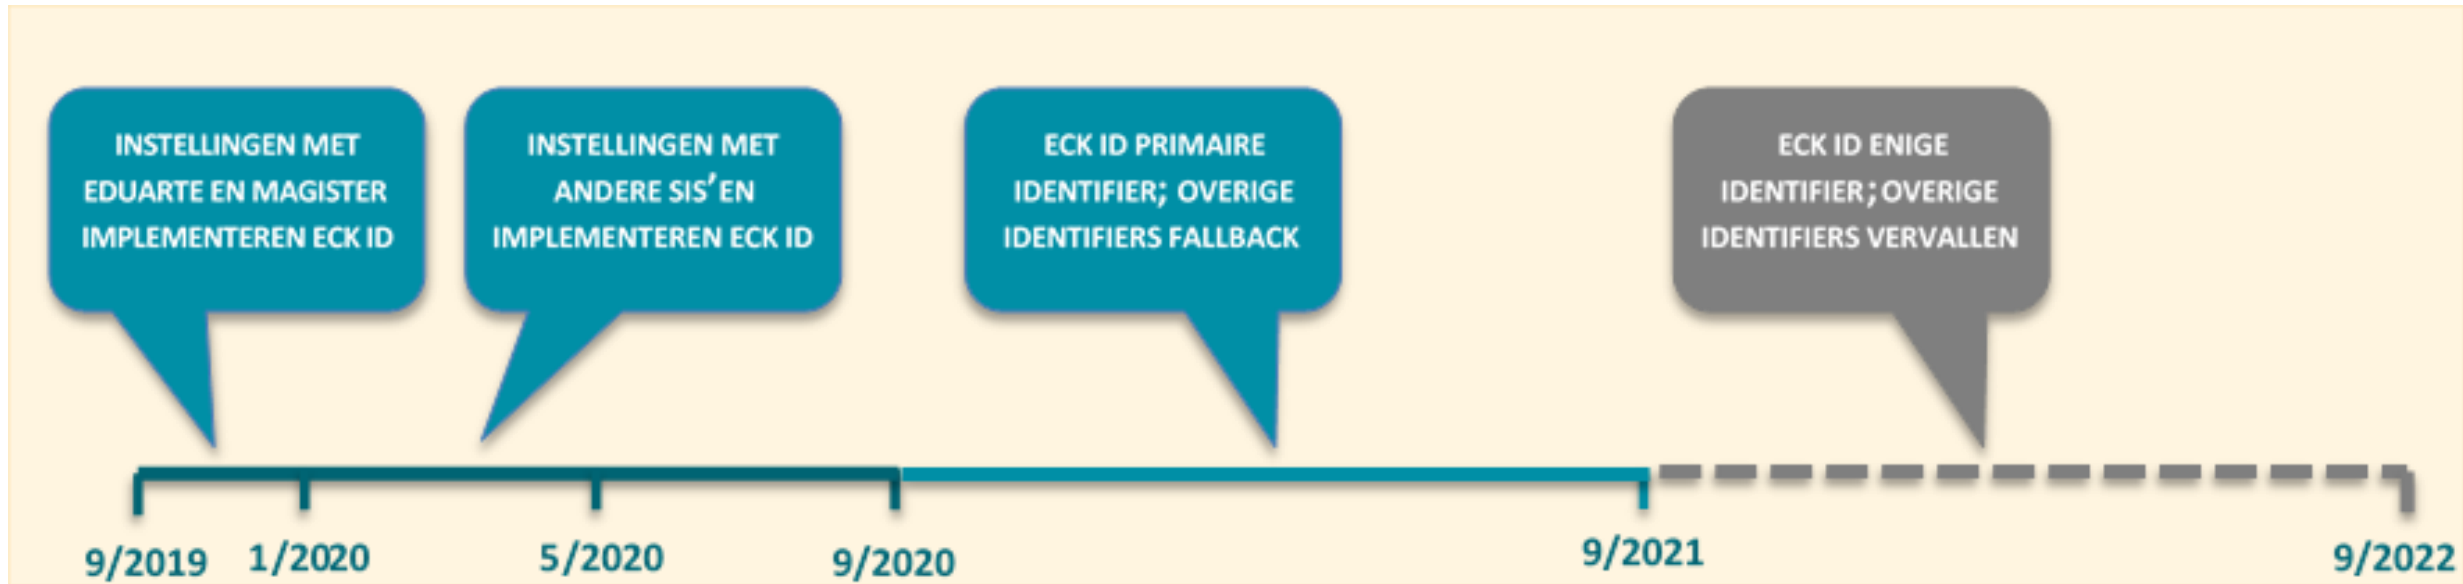 INSTELLINGEN MET
EDUARTE EN MAGISTER
IMPLEMENTEREN ECK ID
INSTELLINGEN MET
ANDERE SIS'EN
IMPLEMENTEREN ECK ID
ECK ID PRIMAIRE
IDENTIFIER; OVERIGE
IDENTIFIERS FALLBACK
ECK ID ENIGE
IDENTIFIER; OVERIGE
IDENTIFIERS VERVALLEN
9/2019
1/2020
5/2020
9/2020
9/2021
9/2022